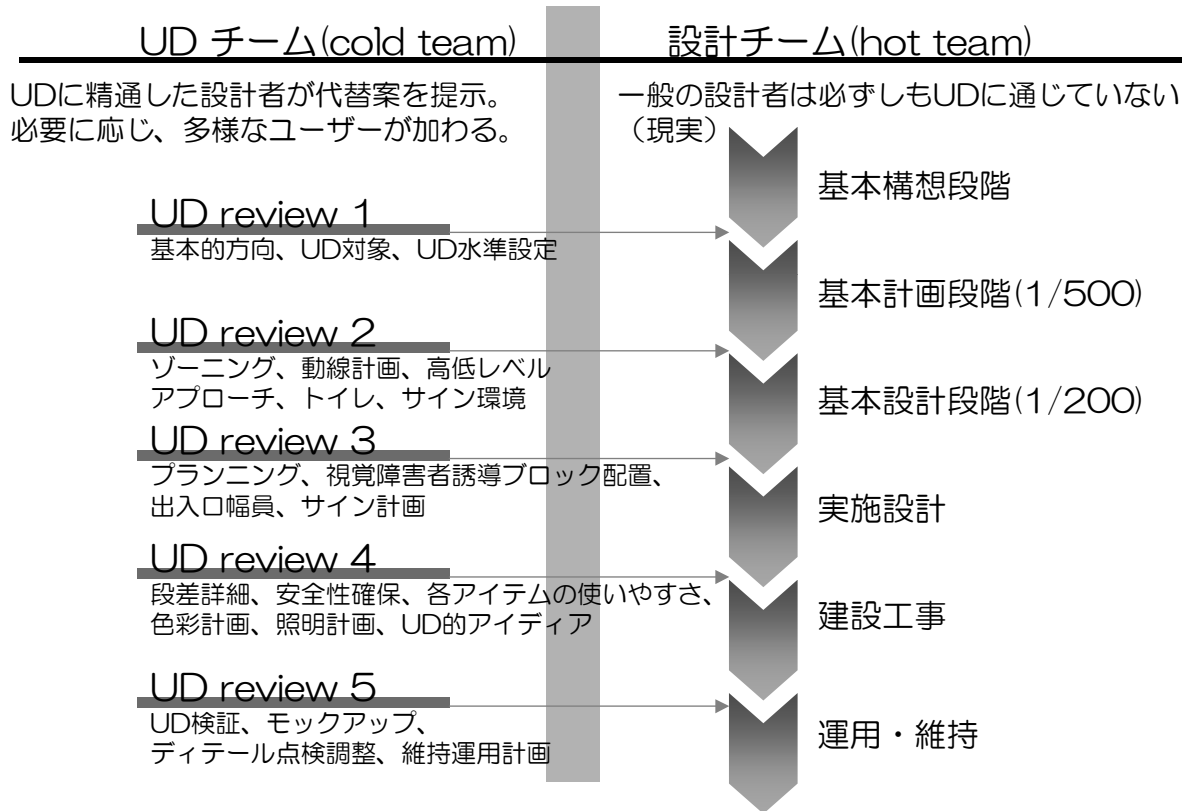 UD チーム(cold team)
設計チーム(hot team)
UDに精通した設計者が代替案を提示。
必要に応じ、多様なユーザーが加わる。
一般の設計者は必ずしもUDに通じていない
（現実）
基本構想段階
UD review 1
基本的方向、UD対象、UD水準設定
基本計画段階(1/500)
UD review 2
ゾーニング、動線計画、高低レベル
アプローチ、トイレ、サイン環境
基本設計段階(1/200)
UD review 3
プランニング、視覚障害者誘導ブロック配置、
出入口幅員、サイン計画
実施設計
UD review 4
段差詳細、安全性確保、各アイテムの使いやすさ、
色彩計画、照明計画、UD的アイディア
建設工事
UD review 5
UD検証、モックアップ、
ディテール点検調整、維持運用計画
運用・維持